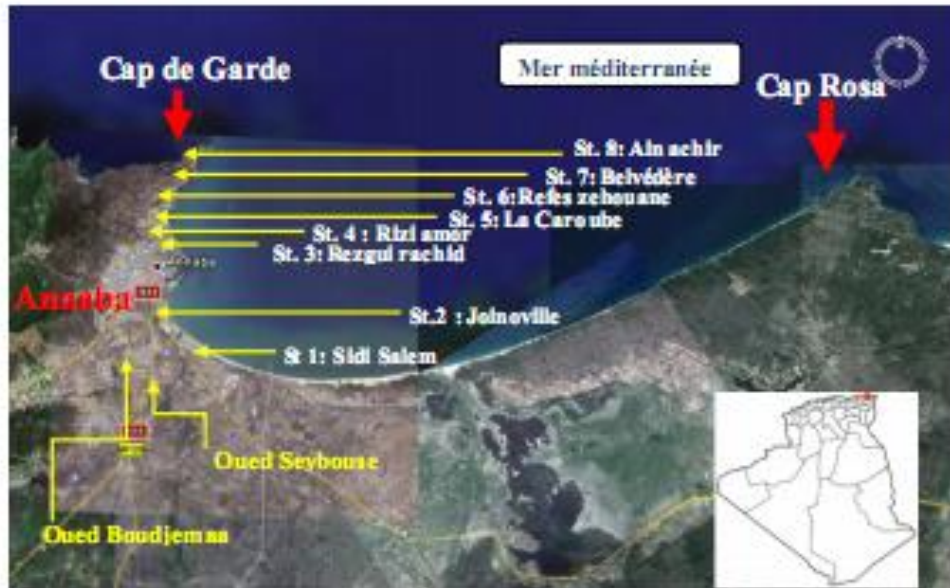 Mer méditerranée
Cap de Garde
Cap Rosa
St. 8: Ain achir
St. 7: Belvédère
St. 6: Refes zehouane
St. 5: La Caroube
St. 4 : Rizi amor
St. 3: Rezgui rachid
Annaba
St.2 : Joinoville
St 1: Sidi Salem
Oued Seybouse
Oued Boudjemaa